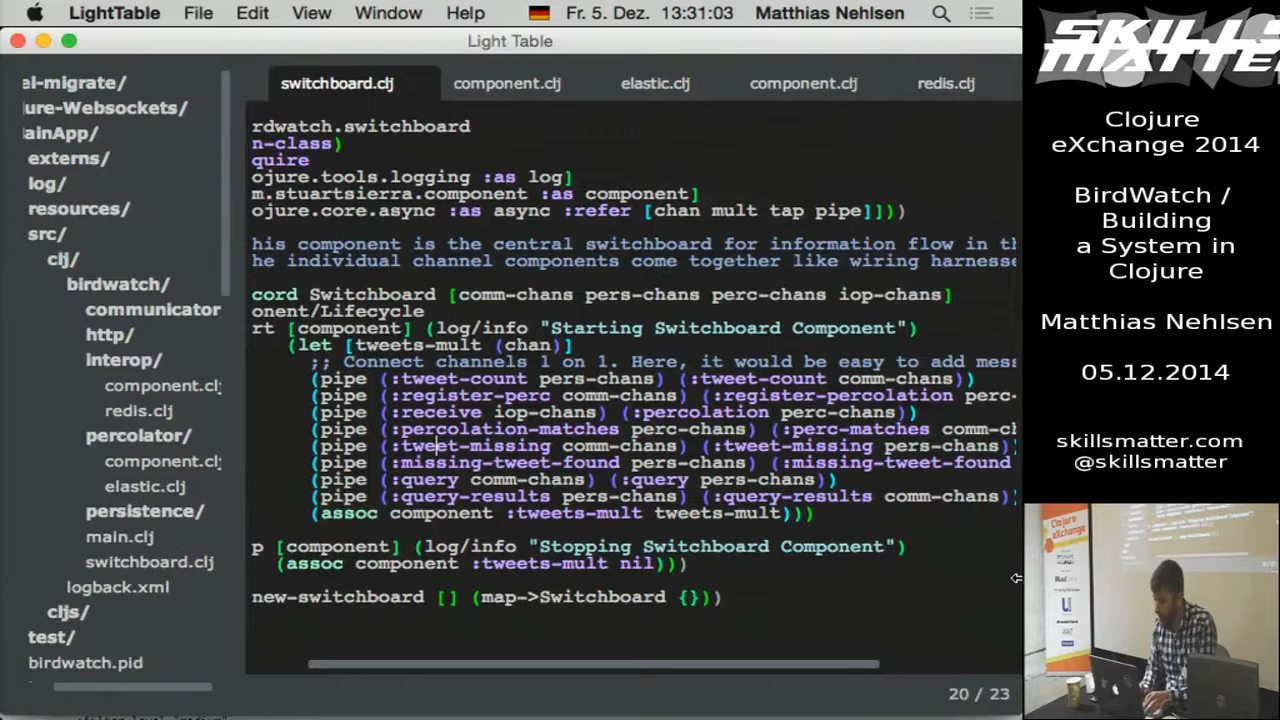 LightTable File Edit View Window Help Fr. 5. Dez. 13:31:03 Matthias Nehlsen
Light Table
switchboard.clj component.clj elastic.clj component.clj redis.clj
el-migrate/
ure-Websockets/
ainApp/
externs/
log/
resources/
src/
clj/
birdwatch/
communicator
http/
interop/
component.clj
redis.clj
percolator/
component.clj
elastic.clj
persistence/
main.clj
switchboard.clj
logback.xml
cljs/
test/
birdwatch.pid
rdwatch.switchboard
n-class)
quire
ojure.tools.logging :as log]
m.stuartsierra.component :as component]
ojure.core.async :as async :refer [chan mult tap pipe]]))
his component is the central switchboard for information flow in th
he individual channel components come together like wiring harnesse
cord Switchboard [comm-chans pers-chans perc-chans iop-chans]
onent/Lifecycle
rt [component] (log/info "Starting Switchboard Component")
(let [tweets-mult (chan)]
;; Connect channels 1 on 1. Here, it would be easy to add mess
(pipe (:tweet-count pers-chans) (:tweet-count comm-chans))
(pipe (:register-perc comm-chans) (:register-percolation perc-
(pipe (:receive iop-chans) (:percolation perc-chans))
(pipe (:percolation-matches perc-chans) (:perc-matches comm-ch
(pipe (:tweet-missing comm-chans) (:tweet-missing pers-chans))
(pipe (:missing-tweet-found pers-chans) (:missing-tweet-found
(pipe (:query comm-chans) (:query pers-chans))
(pipe (:query-results pers-chans) (:query-results comm-chans))
(assoc component :tweets-mult tweets-mult)))
p [component] (log/info "Stopping Switchboard Component")
(assoc component :tweets-mult nil)))
new-switchboard [] (map->Switchboard {}))
20 / 23
SKILLS
MATTER
Clojure
eXchange 2014
BirdWatch /
Building
a System in
Clojure
Matthias Nehlsen
05.12.2014
skillsmatter.com
@skillsmatter
Clojure
eXchange